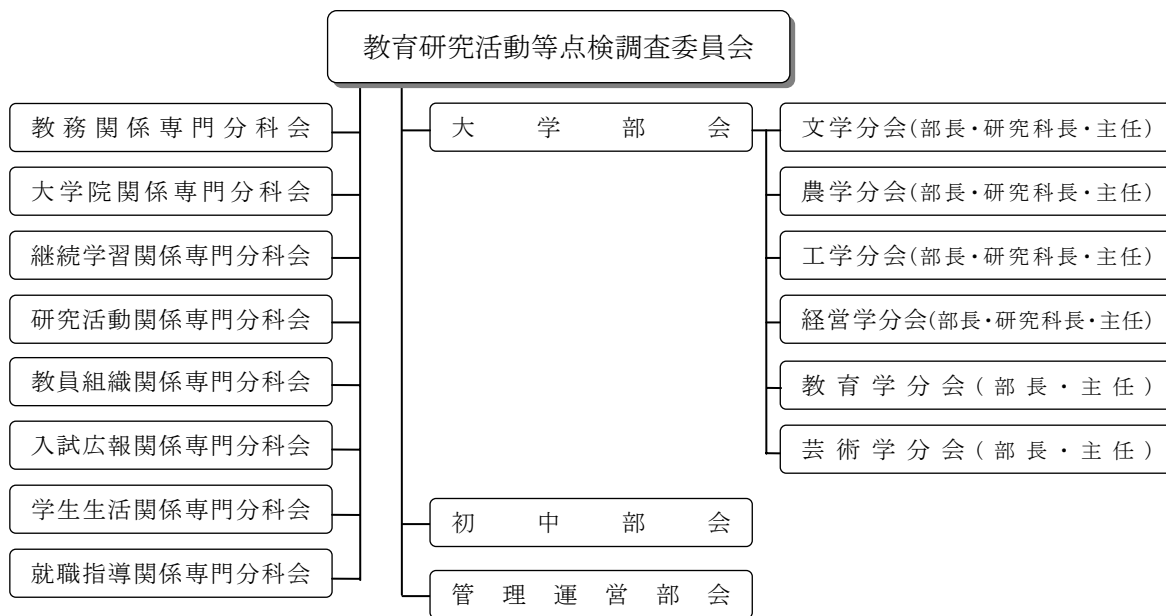 教育研究活動等点検調査委員会
教務関係専門分科会
大学院関係専門分科会
継続学習関係専門分科会
研究活動関係専門分科会
教員組織関係専門分科会
入試広報関係専門分科会
学生生活関係専門分科会
就職指導関係専門分科会
大学部会
初中部会
管理運営部会
文学分会(部長・研究科長・主任)
農学分会(部長・研究科長・主任)
工学分会(部長・研究科長・主任)
経営学分会(部長・研究科長・主任)
教育学分会(部長・主任)
芸術学分会(部長・主任)